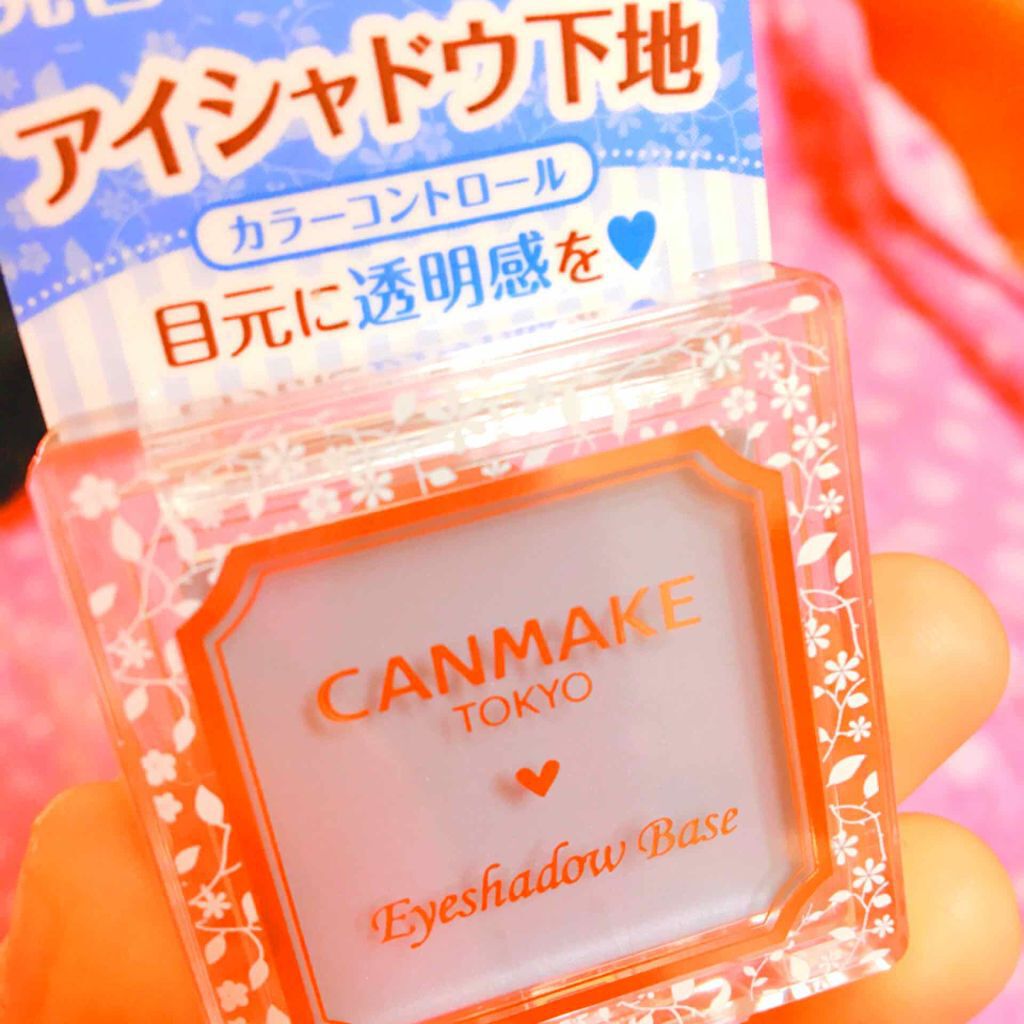 アイシャドウ下地
カラーコントロール
目元に透明感を♥
CANMAKE
TOKYO
Eyeshadow Base